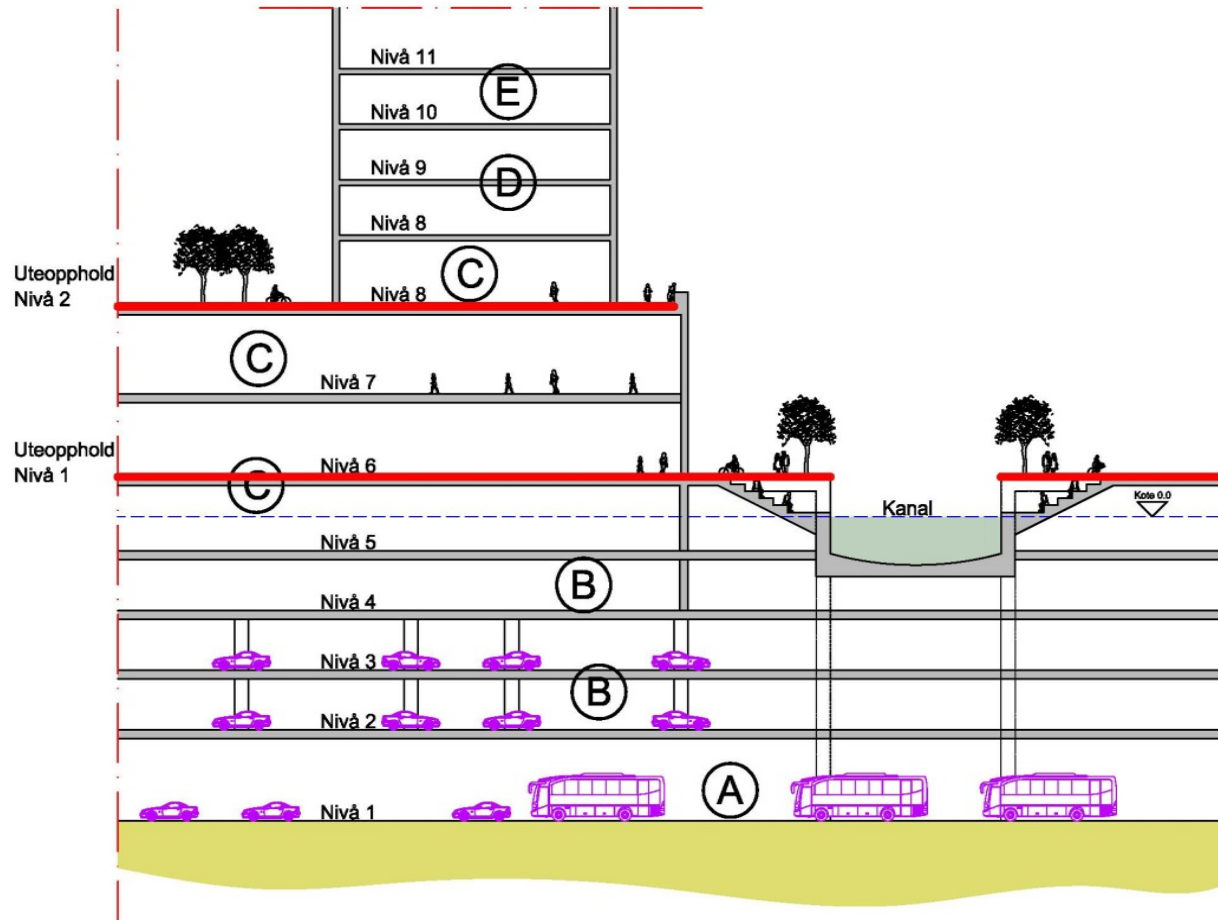 Nivå 11
E
Nivå 10
Nivå 9
D
Nivå 8
C
Uteopphold
Nivå 2
Nivå 8
C
Nivå 7
Uteopphold
Nivå 1
Nivå 6
C
Kanal
Kote 0.0
Nivå 5
B
Nivå 4
Nivå 3
B
Nivå 2
A
Nivå 1